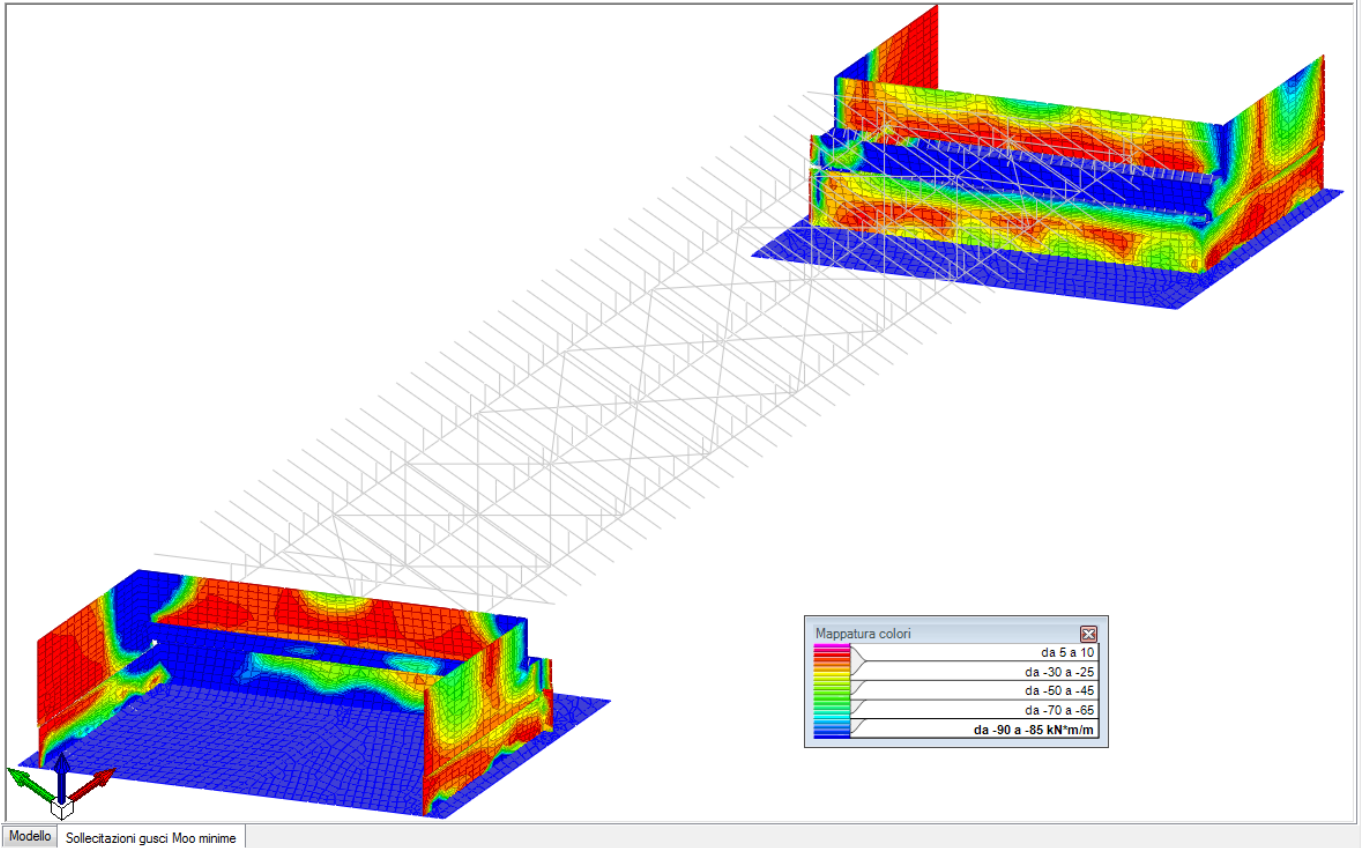 Mappatura colori
da 5 a 10
da -30 a -25
da -50 a -45
da -70 a -65
da -90 a -85 kN*m/m
Modello
Sollecitazioni gusci Moo minime